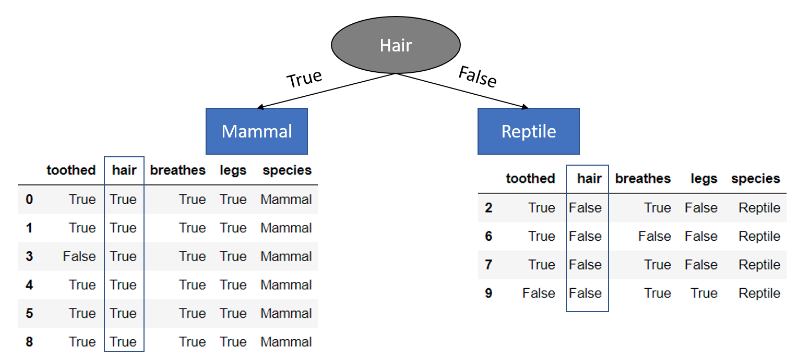 Hair
True
False
Mammal
Reptile
toothed hair breathes legs species
0 True True True True Mammal
1 True True True True Mammal
3 False True True True Mammal
4 True True True True Mammal
5 True True True True Mammal
8 True True True True Mammal
toothed hair breathes legs species
2 True False True False Reptile
6 True False False False Reptile
7 True False True False Reptile
9 False False True True Reptile